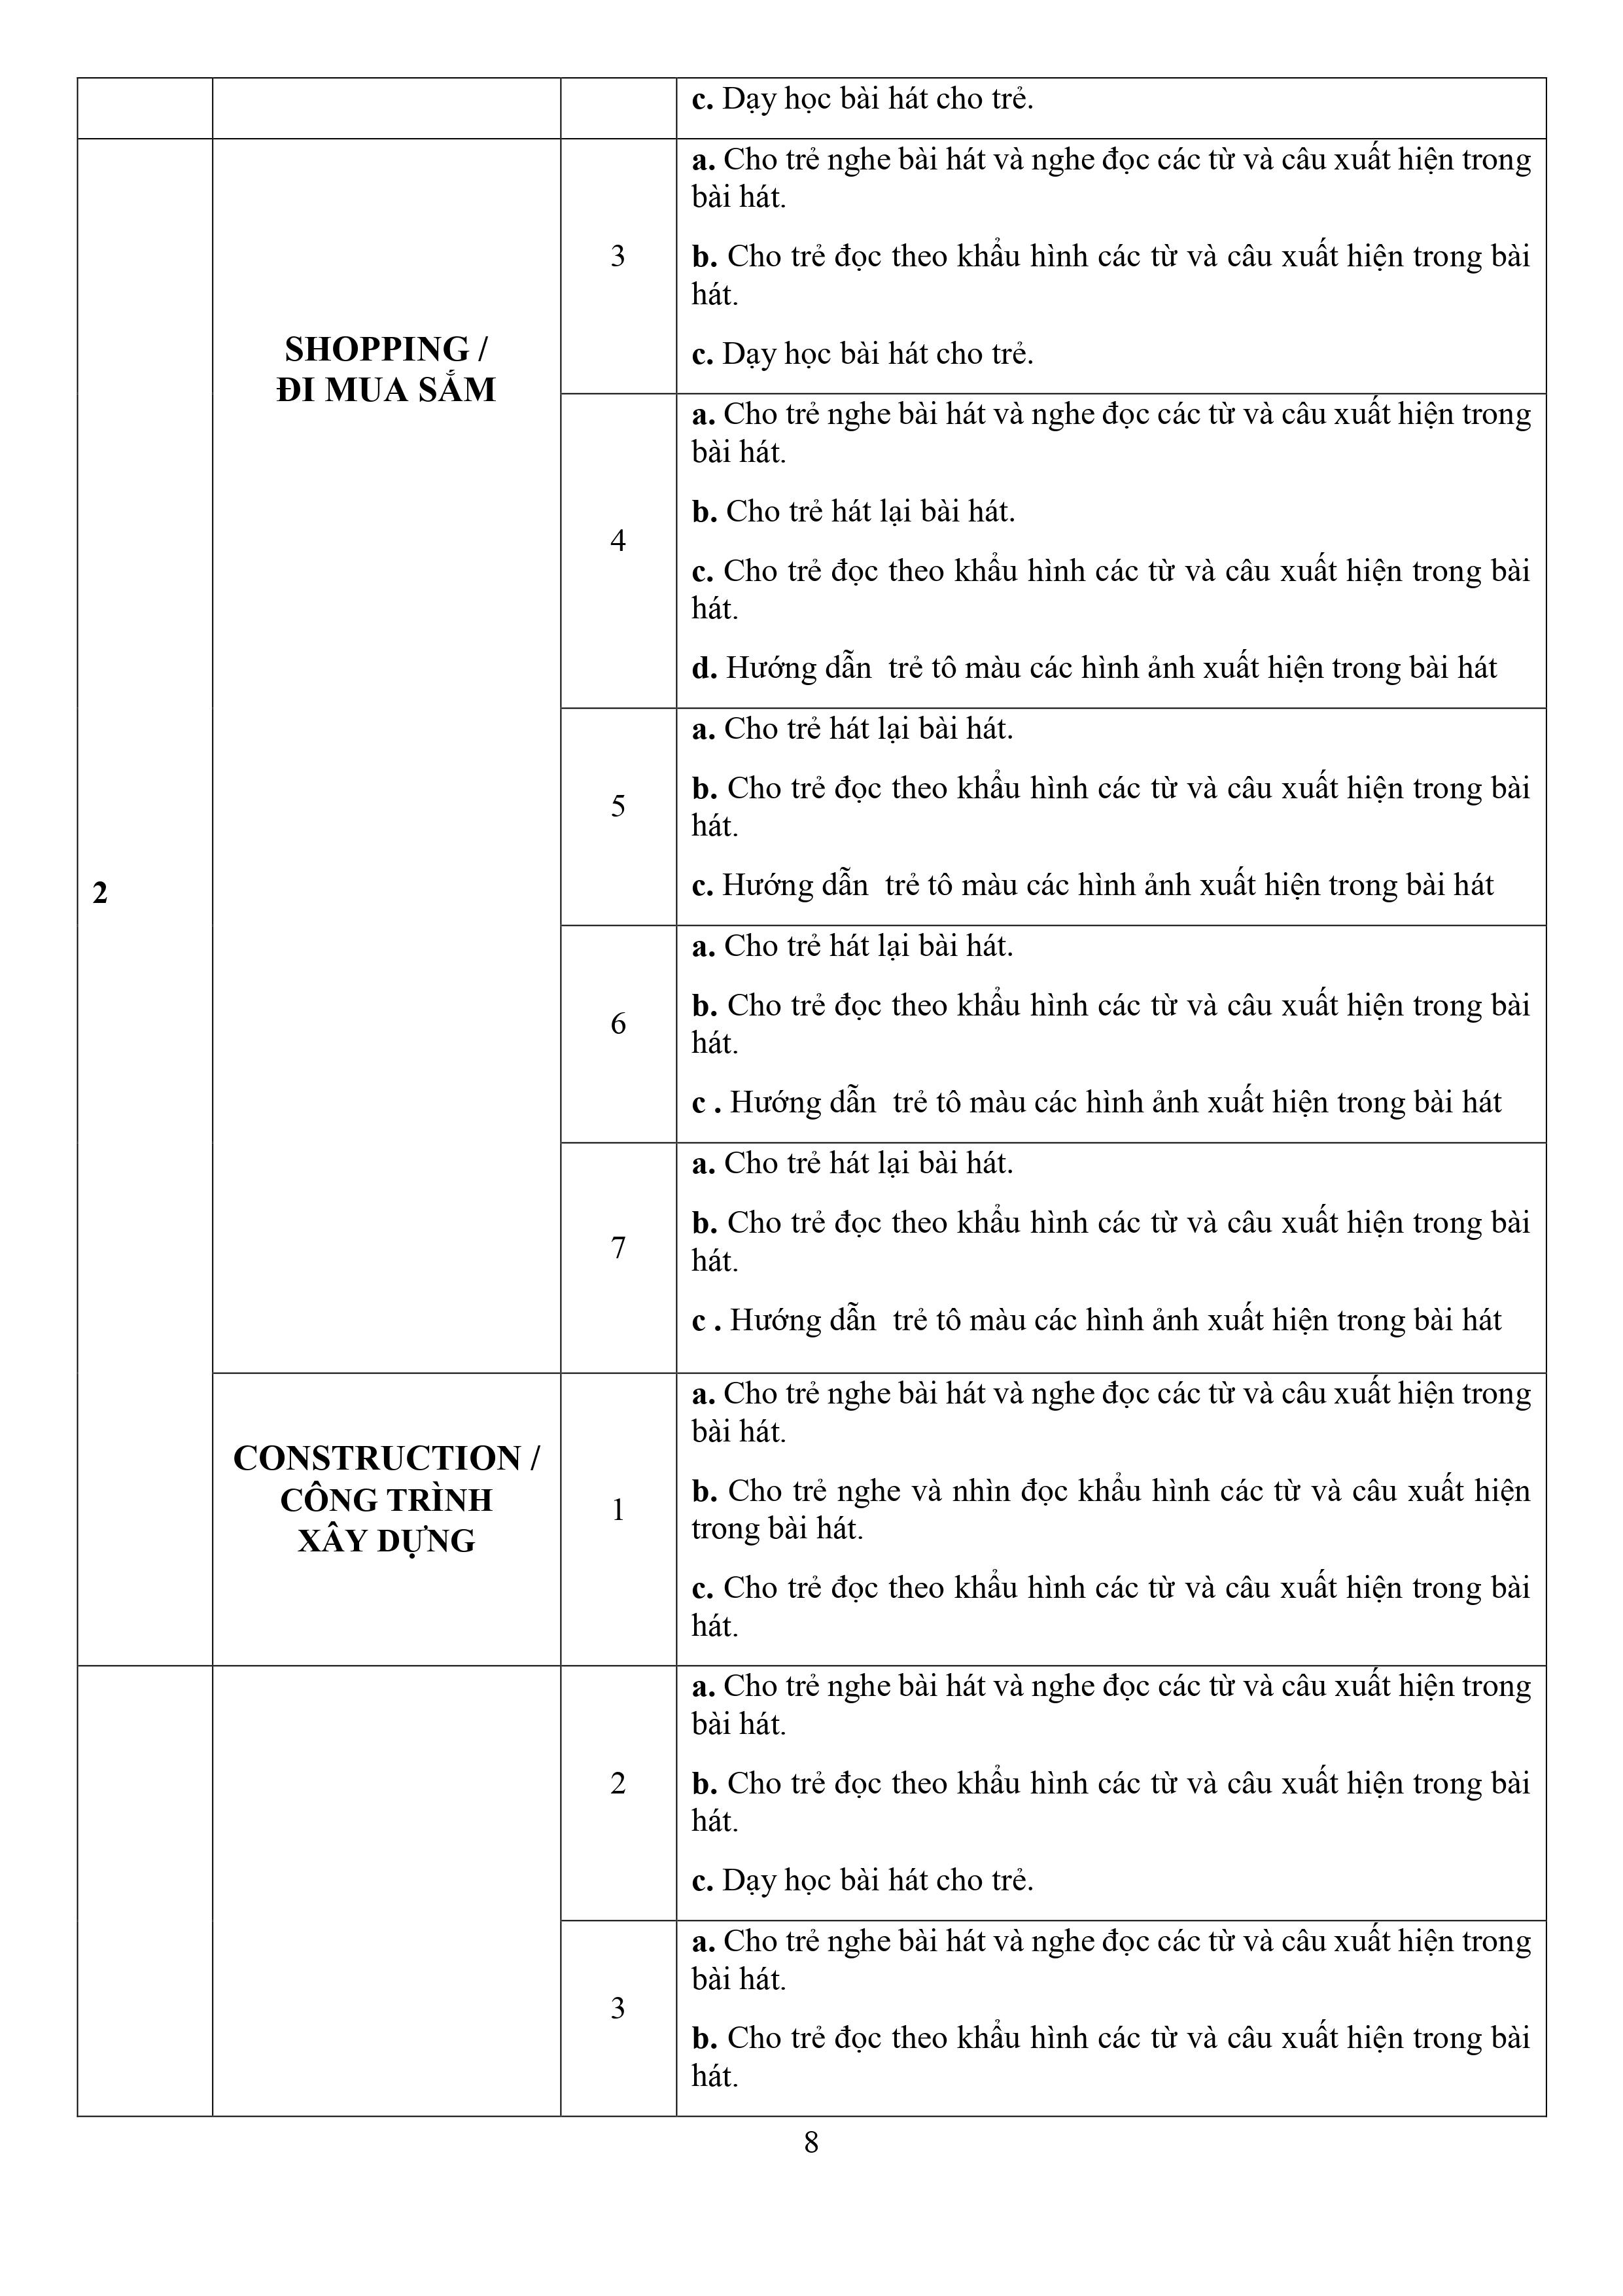 c. Dạy học bài hát cho trẻ.
2
SHOPPING /
ĐI MUA SẮM
3
a. Cho trẻ nghe bài hát và nghe đọc các từ và câu xuất hiện trong
bài hát.
b. Cho trẻ đọc theo khẩu hình các từ và câu xuất hiện trong bài
hát.
c. Dạy học bài hát cho trẻ.
4
a. Cho trẻ nghe bài hát và nghe đọc các từ và câu xuất hiện trong
bài hát.
b. Cho trẻ hát lại bài hát.
c. Cho trẻ đọc theo khẩu hình các từ và câu xuất hiện trong bài
hát.
d. Hướng dẫn  trẻ tô màu các hình ảnh xuất hiện trong bài hát
5
a. Cho trẻ hát lại bài hát.
b. Cho trẻ đọc theo khẩu hình các từ và câu xuất hiện trong bài
hát.
c. Hướng dẫn  trẻ tô màu các hình ảnh xuất hiện trong bài hát
6
a. Cho trẻ hát lại bài hát.
b. Cho trẻ đọc theo khẩu hình các từ và câu xuất hiện trong bài
hát.
c . Hướng dẫn  trẻ tô màu các hình ảnh xuất hiện trong bài hát
7
a. Cho trẻ hát lại bài hát.
b. Cho trẻ đọc theo khẩu hình các từ và câu xuất hiện trong bài
hát.
c . Hướng dẫn  trẻ tô màu các hình ảnh xuất hiện trong bài hát
CONSTRUCTION /
CÔNG TRÌNH
XÂY DỰNG
1
a. Cho trẻ nghe bài hát và nghe đọc các từ và câu xuất hiện trong
bài hát.
b. Cho trẻ nghe và nhìn đọc khẩu hình các từ và câu xuất hiện
trong bài hát.
c. Cho trẻ đọc theo khẩu hình các từ và câu xuất hiện trong bài
hát.
2
a. Cho trẻ nghe bài hát và nghe đọc các từ và câu xuất hiện trong
bài hát.
b. Cho trẻ đọc theo khẩu hình các từ và câu xuất hiện trong bài
hát.
c. Dạy học bài hát cho trẻ.
3
a. Cho trẻ nghe bài hát và nghe đọc các từ và câu xuất hiện trong
bài hát.
b. Cho trẻ đọc theo khẩu hình các từ và câu xuất hiện trong bài
hát.
8